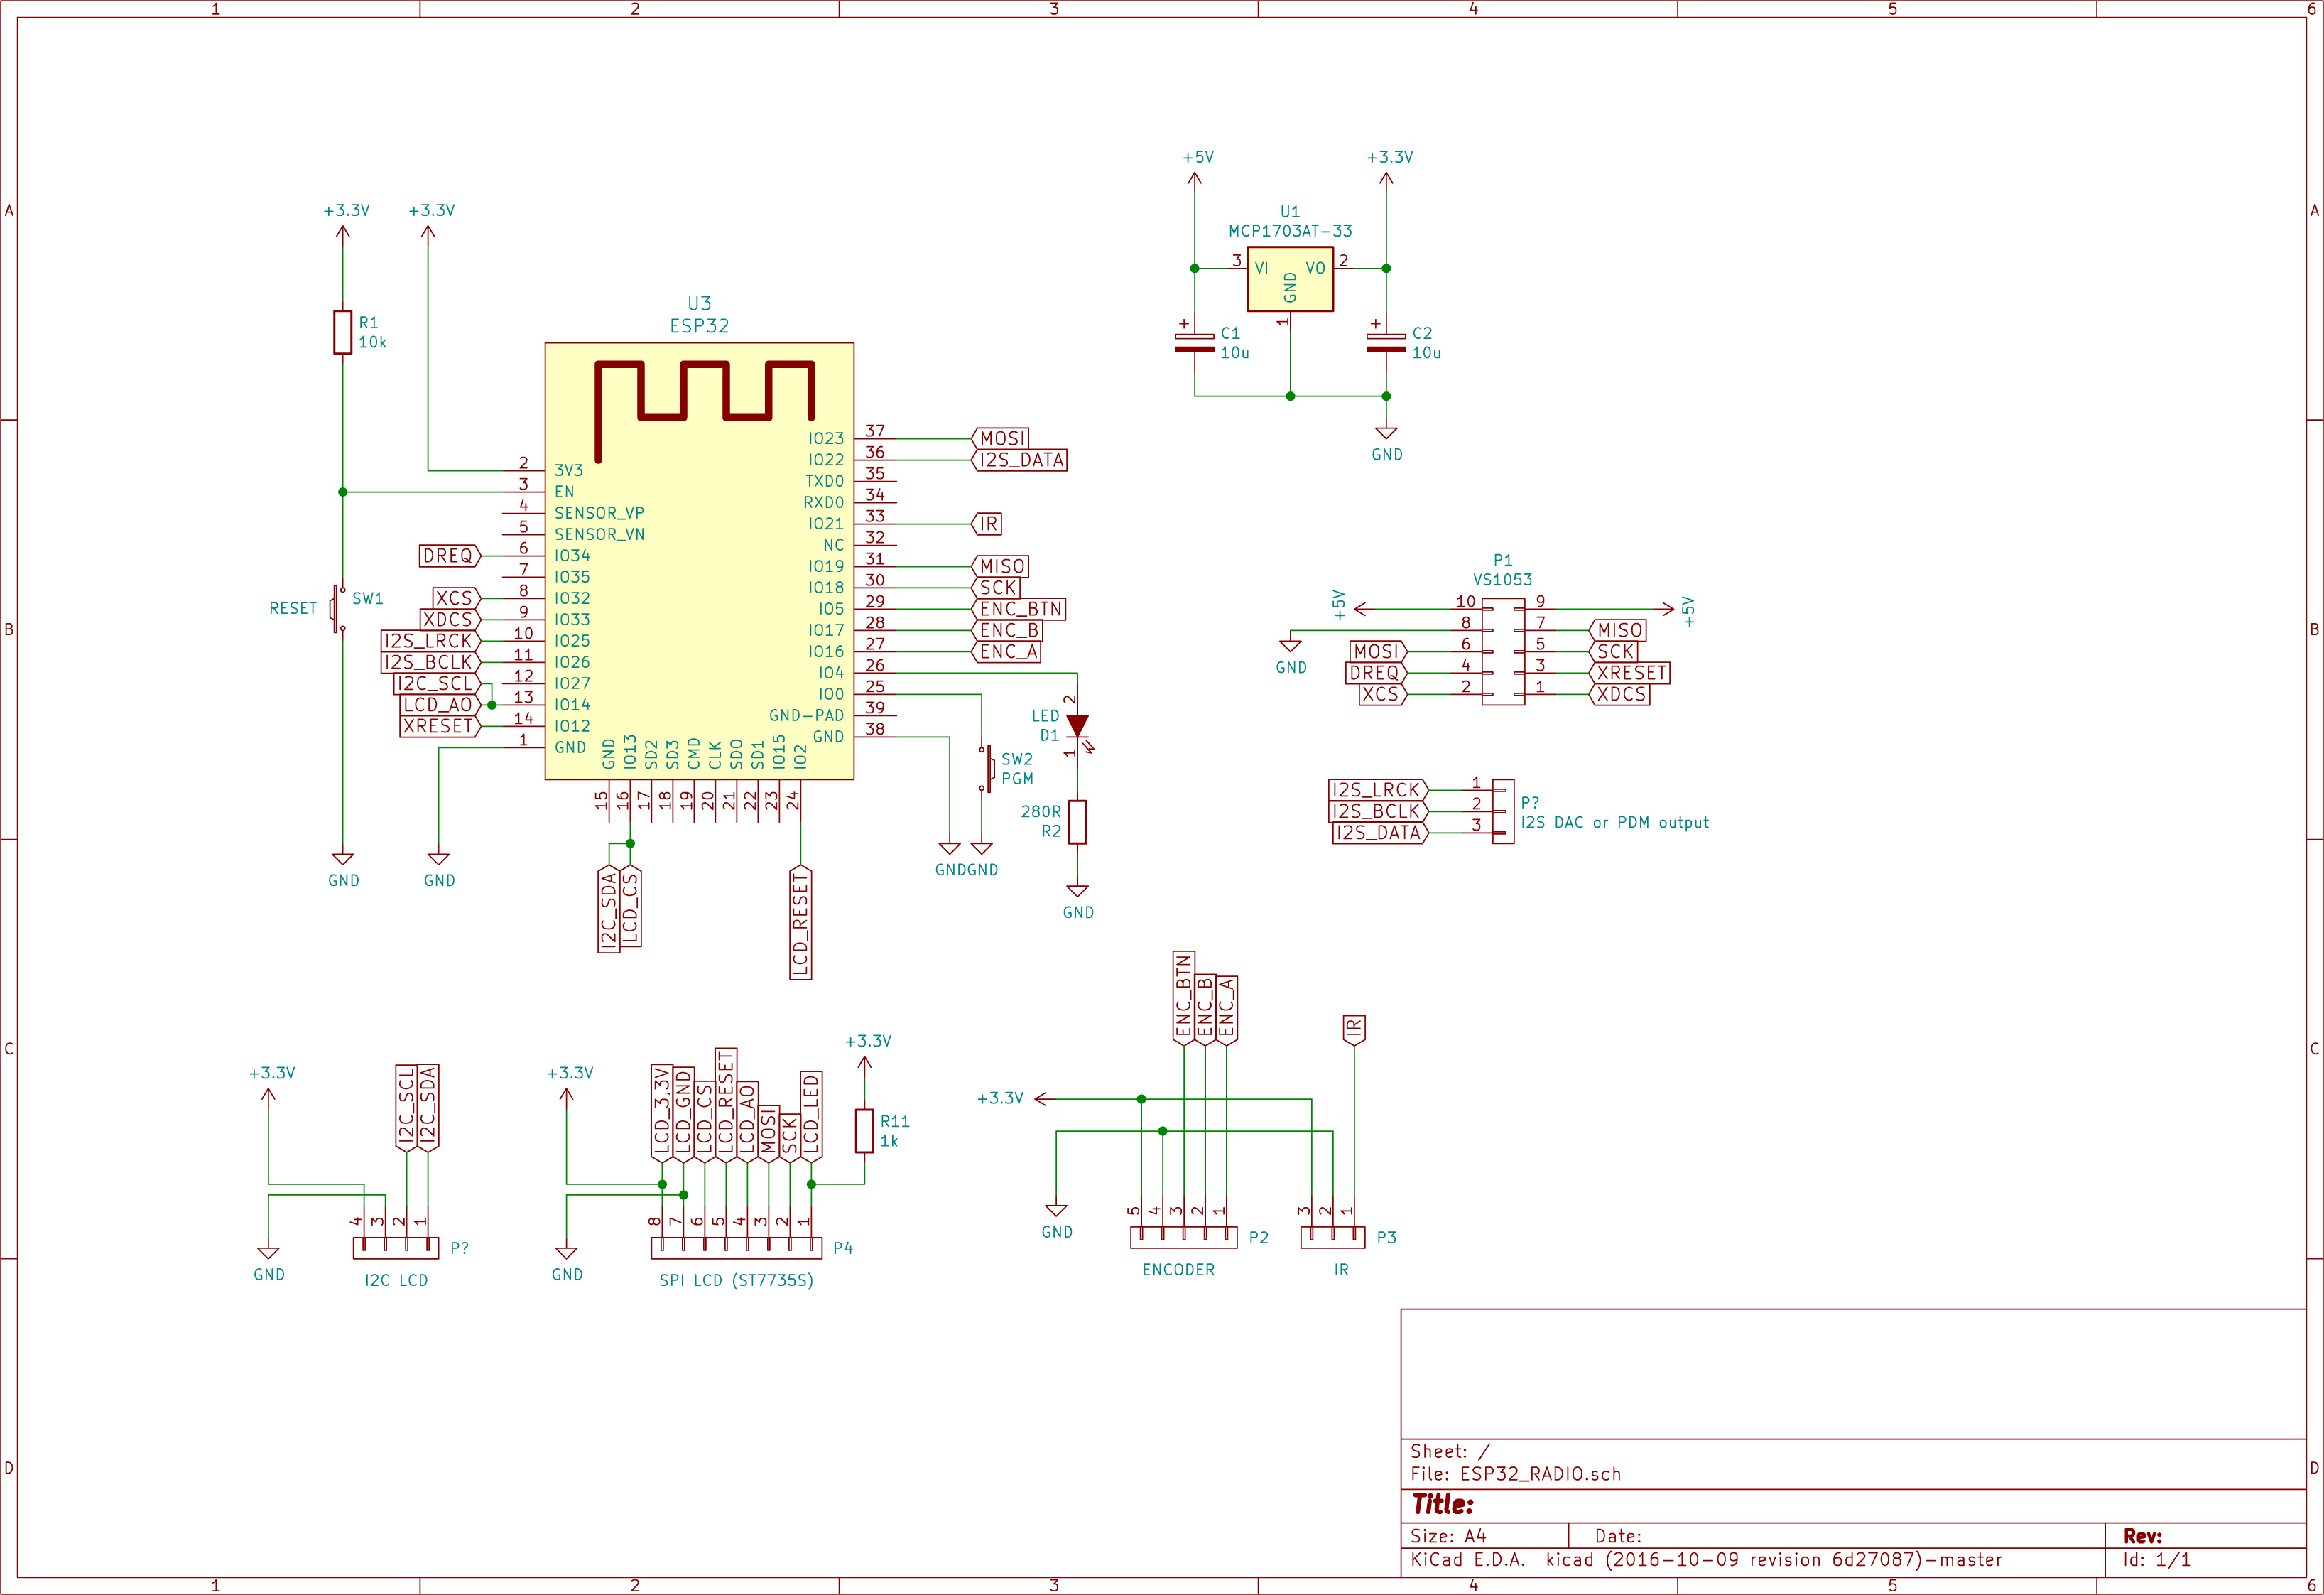 1 2 3 4 5 6
A
A
+5V
+3.3V
+3.3V
+3.3V
U1
MCP1703AT-33
3 VI VO 2
GND
1
+ C1
10u
+ C2
10u
GND
R1
10k
U3
ESP32
2 3V3
3 EN
4 SENSOR_VP
5 SENSOR_VN
DREQ 6 IO34
7 IO35
XCS 8 IO32
XDCS 9 IO33
I2S_LRCK 10 IO25
I2S_BCLK 11 IO26
I2C_SCL 12 IO27
LCD_AO 13 IO14
XRESET 14 IO12
1 GND
IO23 37 MOSI
IO22 36 I2S_DATA
TXD0 35
RXD0 34
IO21 33 IR
NC 32
IO19 31 MISO
IO18 30 SCK
IO5 29 ENC_BTN
IO17 28 ENC_B
IO16 27 ENC_A
IO4 26
IO0 25
GND-PAD 39
GND 38
GND IO13 SD2 SD3 CMD CLK SDO SD1 IO15 IO2
15 16 17 18 19 20 21 22 23 24
I2C_SDA
LCD_CS
LCD_RESET
RESET
SW1
GND
GND
B
B
SW2
PGM
2
LED
D1
1
280R
R2
GND
GND
GND
P1
VS1053
+5V 10 9 +5V
GND 8 7 MISO
MOSI 6 5 SCK
DREQ 4 3 XRESET
XCS 2 1 XDCS
I2S_LRCK 1
I2S_BCLK 2
I2S_DATA 3
P?
I2S DAC or PDM output
C
C
+3.3V
I2C_SCL
I2C_SDA
4 3 2 1
P?
GND
I2C LCD
+3.3V
LCD_3,3V
LCD_GND
LCD_CS
LCD_RESET
LCD_AO
MOSI
SCK
LCD_LED
+3.3V
R11
1k
8 7 6 5 4 3 2 1
P4
GND
SPI LCD (ST7735S)
ENC_BTN
ENC_B
ENC_A
IR
+3.3V
GND
5 4 3 2 1
P2
ENCODER
3 2 1
P3
IR
D
D
Sheet: /
File: ESP32_RADIO.sch
Title:
Size: A4 Date: Rev:
KiCad E.D.A. kicad (2016-10-09 revision 6d27087)-master Id: 1/1
1 2 3 4 5 6